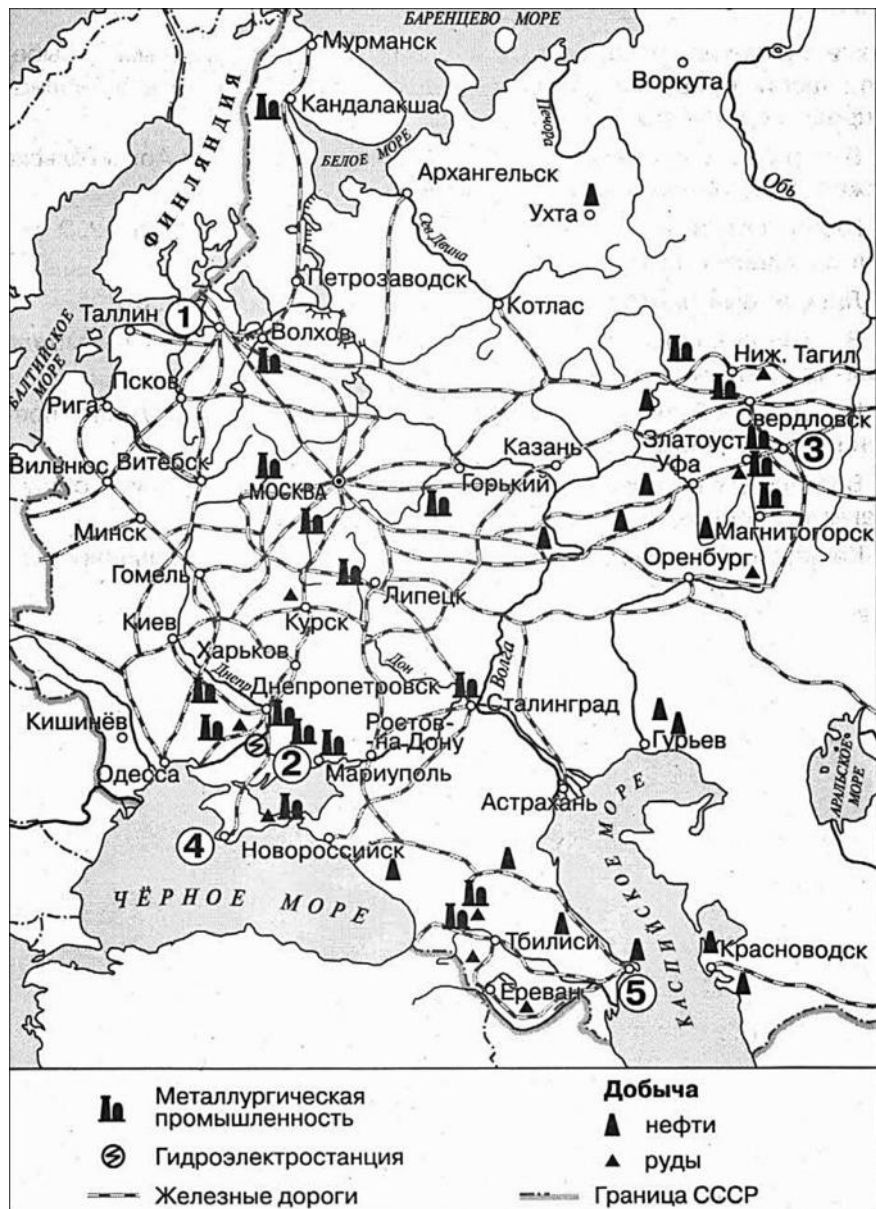 БАРЕНЦЕВО МОРЕ
Мурманск
Воркута
Кандалакша
Печора
ФИНЛЯНДИЯ
БЕЛОЕ МОРЕ
Архангельск
Обь
Ухта
Сев. Двина
Петрозаводск
Котлас
Таллин
1
Волхов
БАЛТИЙСКОЕ
МОРЕ
Ниж. Тагил
Псков
Рига
Свердловск
Казань
Златоуст
3
Вильнюс
Витебск
МОСКВА
Горький
Уфа
Минск
Магнитогорск
Оренбург
Гомель
Липецк
Киев
Курск
Харьков
Дон
Волга
Днепр
Днепропетровск
Сталинград
Кишинёв
Ростов-
-на-Дону
Гурьев
Одесса
2
Мариуполь
Астрахань
АРАЛЬСКОЕ
МОРЕ
4
Новороссийск
ЧЁРНОЕ МОРЕ
КАСПИЙСКОЕ МОРЕ
Тбилиси
Красноводск
Ереван
5
Металлургическая
промышленность
Гидроэлектростанция
Железные дороги
Добыча
нефти
руды
Граница СССР